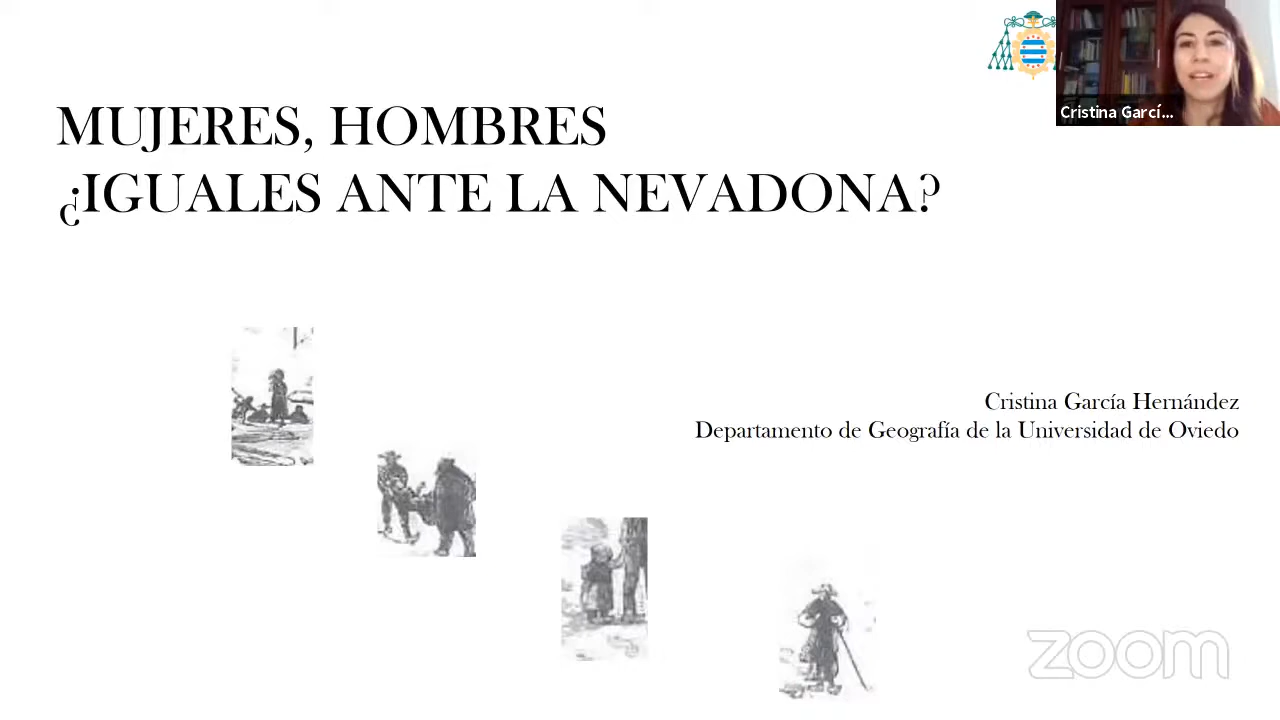 MUJERES, HOMBRES
¿IGUALES ANTE LA NEVADONA?
Cristina Garcí...
Cristina García Hernández
Departamento de Geografía de la Universidad de Oviedo
zoom